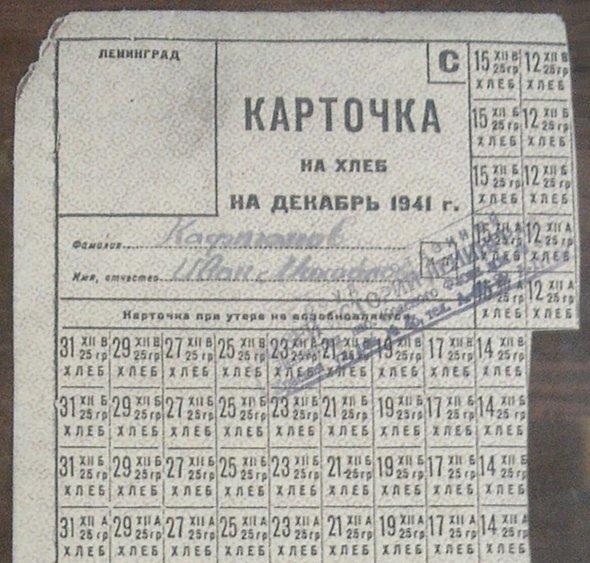 ЛЕНИНГРАД
С
КАРТОЧКА
НА ХЛЕБ
НА ДЕКАБРЬ 1941 г.
Фамилия
Имя, отчество Иван
Карточка при утере не возобновляется
15 XII В 25 гр ХЛЕБ 12 XII В 25 гр ХЛЕБ
15 XII Б 25 гр ХЛЕБ 12 XII Б 25 гр ХЛЕБ
15 XII Б 25 гр ХЛЕБ 12 XII Б 25 гр ХЛЕБ
15 XII А 25 гр ХЛЕБ 12 XII А 25 гр ХЛЕБ
12 XII А 25 гр ХЛЕБ
31 XII В 29 XII В 27 XII В 25 XII В 23 XII В 21 XII В 19 XII В 17 XII В 14 XII В
25 гр 25 гр 25 гр 25 гр 25 гр 25 гр 25 гр 25 гр 25 гр
ХЛЕБ ХЛЕБ ХЛЕБ ХЛЕБ ХЛЕБ ХЛЕБ ХЛЕБ ХЛЕБ ХЛЕБ
31 XII Б 29 XII Б 27 XII Б 25 XII Б 23 XII Б 21 XII Б 19 XII Б 17 XII Б 14 XII Б
25 гр 25 гр 25 гр 25 гр 25 гр 25 гр 25 гр 25 гр 25 гр
ХЛЕБ ХЛЕБ ХЛЕБ ХЛЕБ ХЛЕБ ХЛЕБ ХЛЕБ ХЛЕБ ХЛЕБ
31 XII Б 29 XII Б 27 XII Б 25 XII Б 23 XII Б 21 XII Б 19 XII Б 17 XII Б 14 XII Б
25 гр 25 гр 25 гр 25 гр 25 гр 25 гр 25 гр 25 гр 25 гр
ХЛЕБ ХЛЕБ ХЛЕБ ХЛЕБ ХЛЕБ ХЛЕБ ХЛЕБ ХЛЕБ ХЛЕБ
31 XII А 29 XII А 27 XII А 25 XII А 23 XII А 21 XII А 19 XII А 17 XII А 14 XII А
25 гр 25 гр 25 гр 25 гр 25 гр 25 гр 25 гр 25 гр 25 гр
ХЛЕБ ХЛЕБ ХЛЕБ ХЛЕБ ХЛЕБ ХЛЕБ ХЛЕБ ХЛЕБ ХЛЕБ